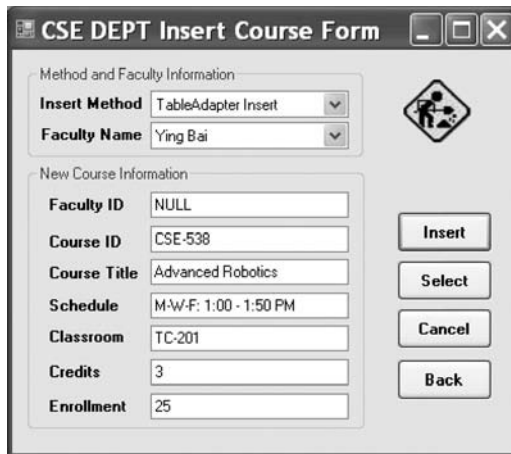 CSE DEPT Insert Course Form
Method and Faculty Information
Insert Method TableAdapter Insert
Faculty Name Ying Bai
New Course Information
Faculty ID NULL
Course ID CSE-538
Course Title Advanced Robotics
Schedule M-W-F: 1:00 - 1:50 PM
Classroom TC-201
Credits 3
Enrollment 25
Insert
Select
Cancel
Back